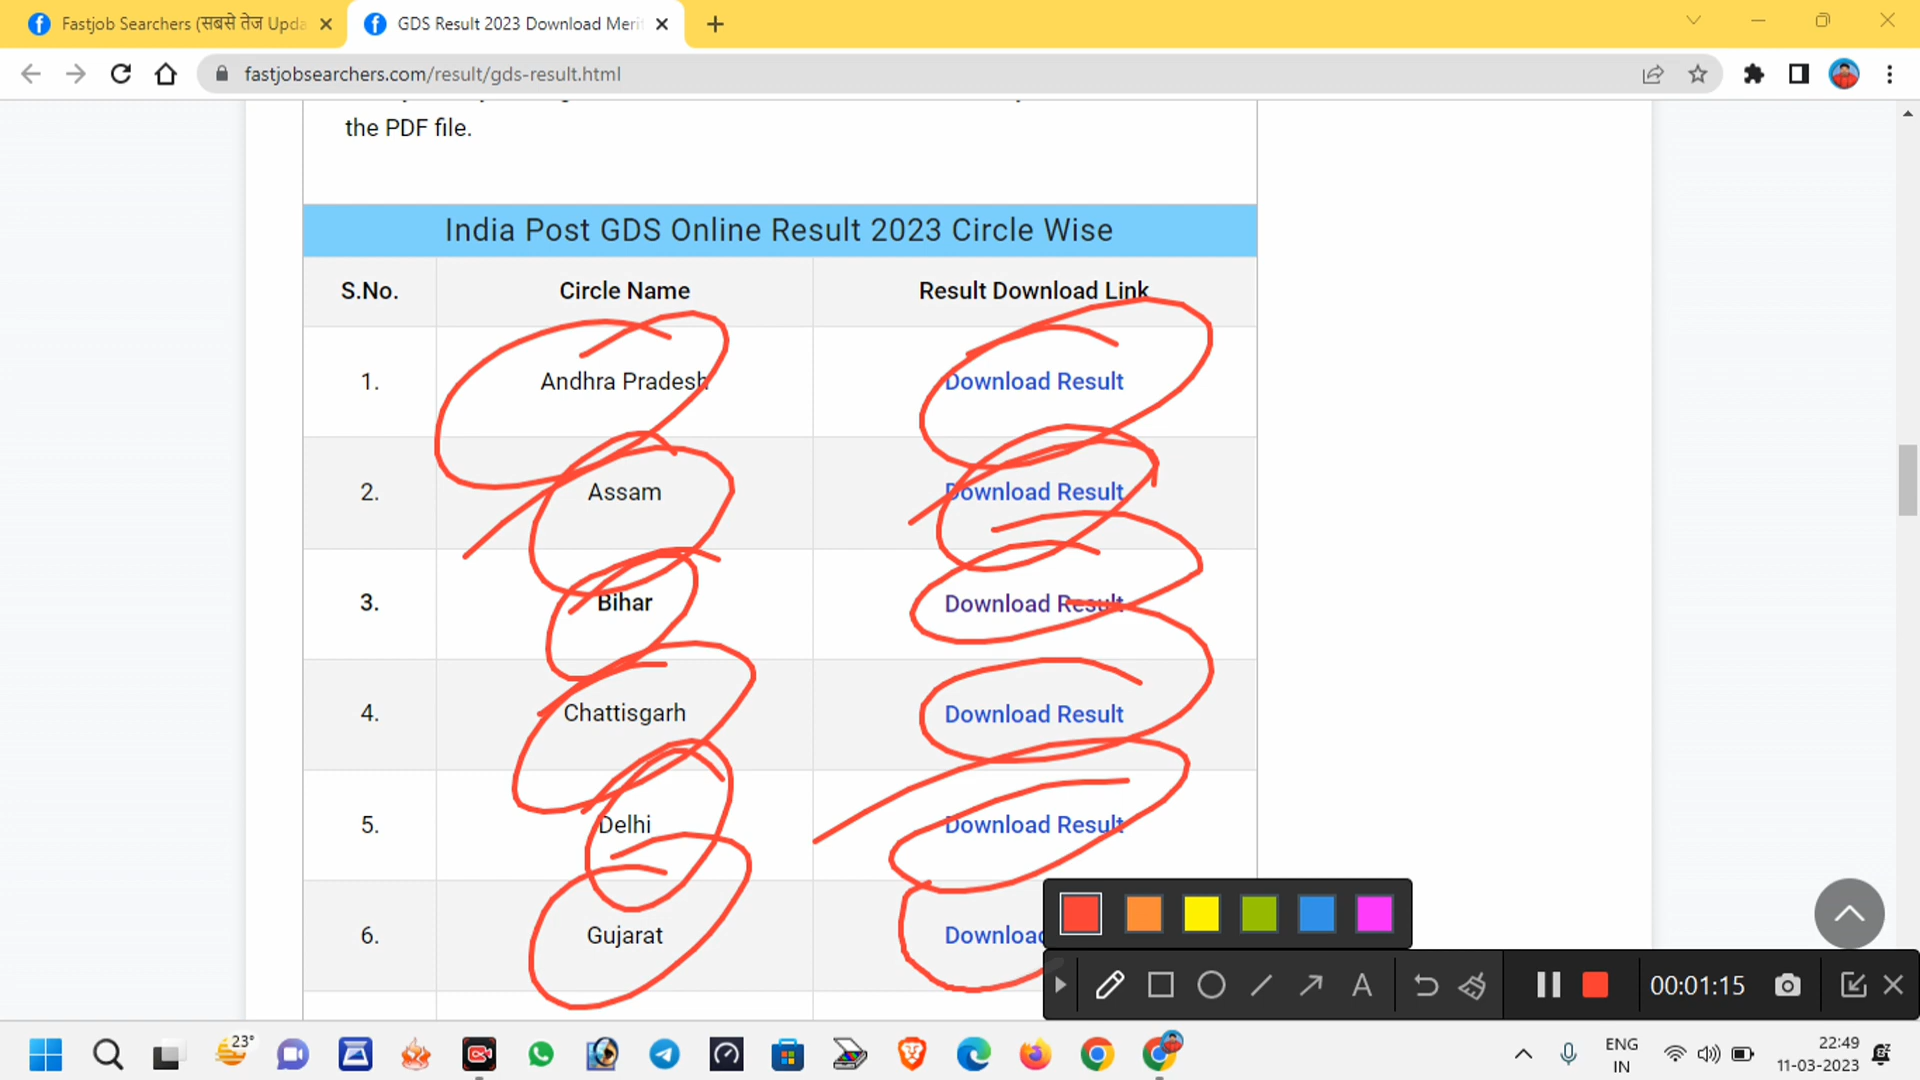 Fastjob Searchers (सबसे तेज Upda
GDS Result 2023 Download Meri
fastjobsearchers.com/result/gds-result.html
the PDF file.
India Post GDS Online Result 2023 Circle Wise
S.No. Circle Name Result Download Link
1. Andhra Pradesh Download Result
2. Assam Download Result
3. Bihar Download Result
4. Chattisgarh Download Result
5. Delhi Download Result
6. Gujarat Download
A 00:01:15
23°
ENG
IN
22:49
11-03-2023